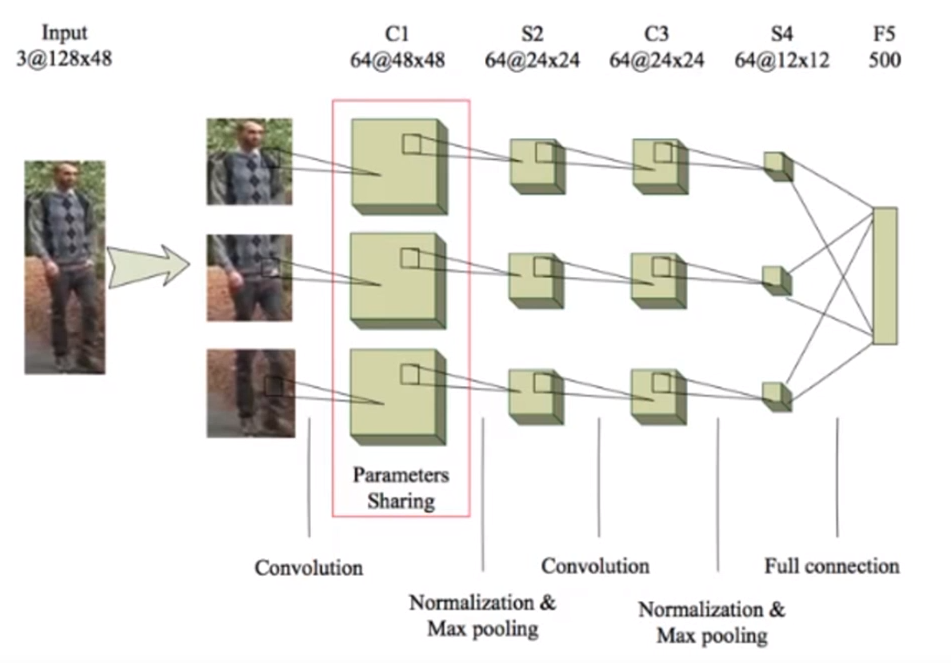 Input
3@128x48
C1
64@48x48
S2
64@24x24
C3
64@24x24
S4
64@12x12
F5
500
Parameters
Sharing
Convolution
Normalization &
Max pooling
Convolution
Normalization &
Max pooling
Full connection